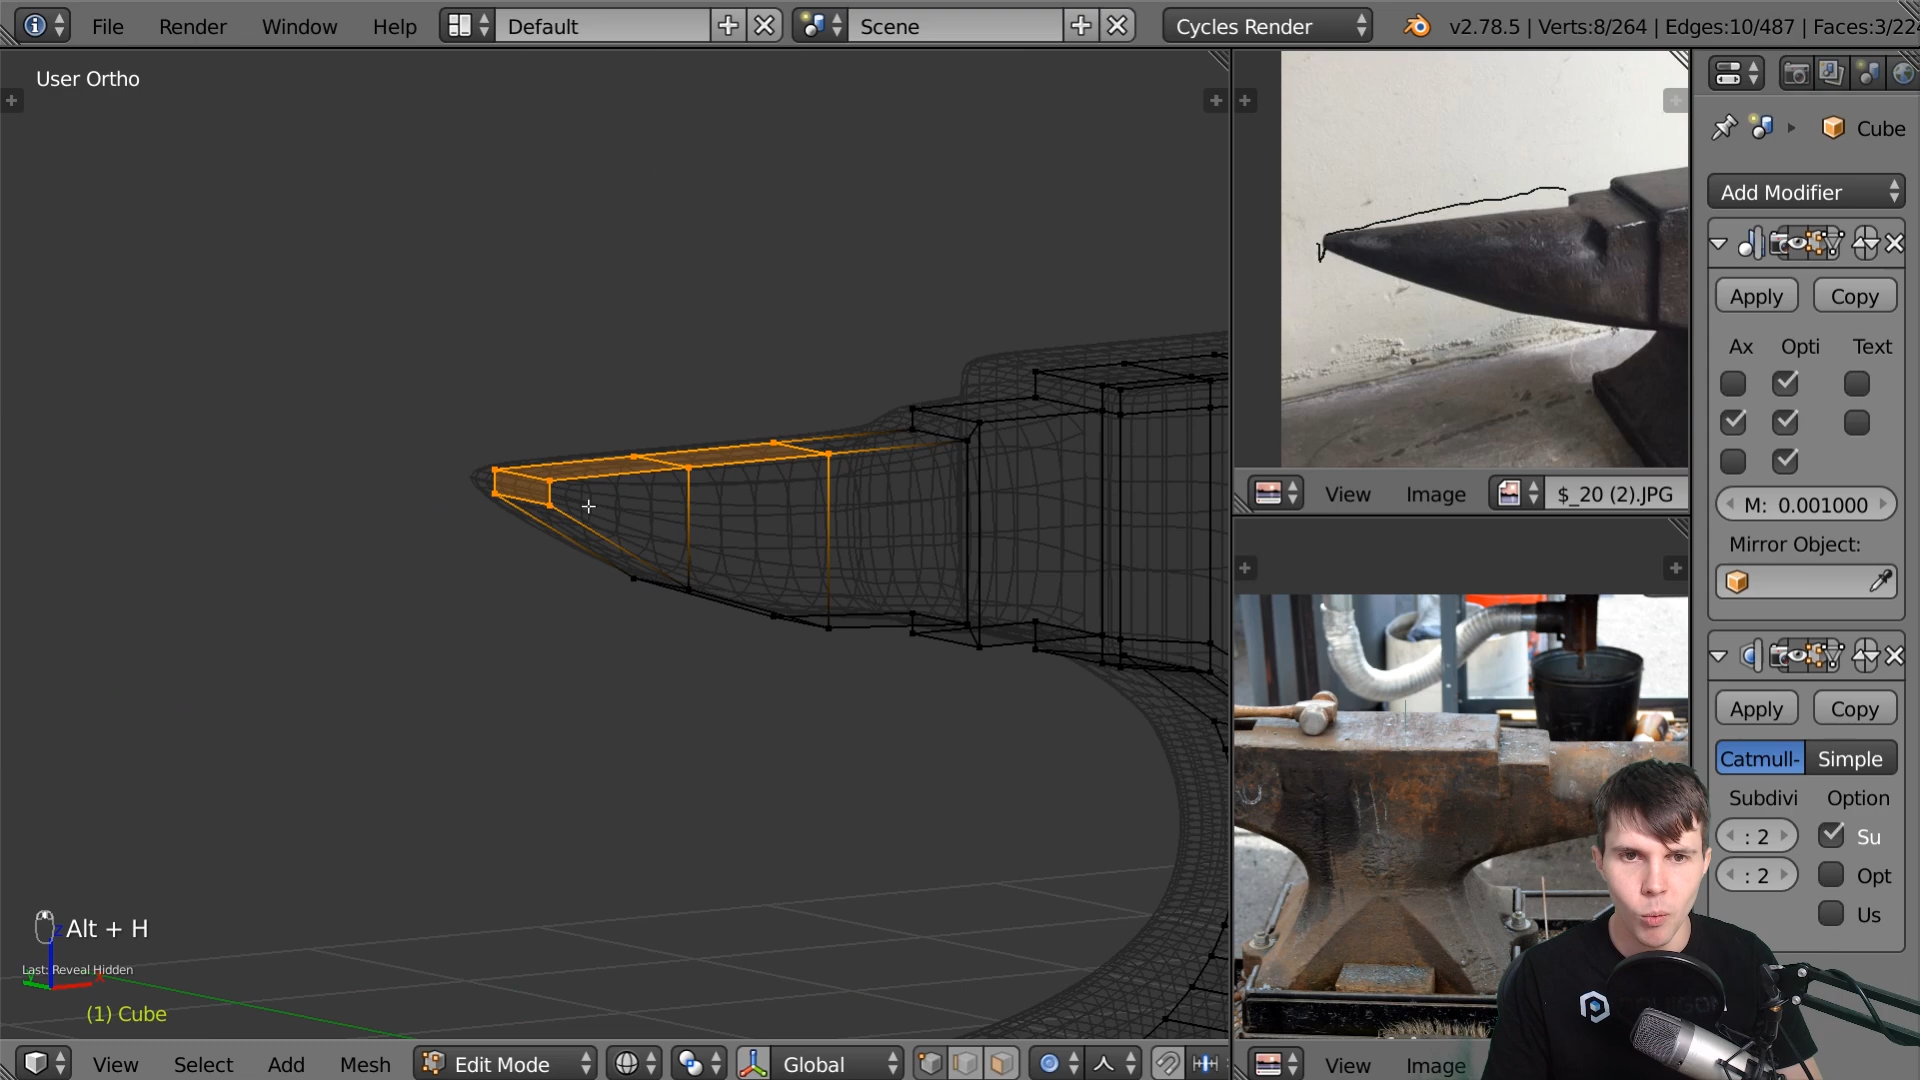 File Render Window Help Default Scene Cycles Render v2.78.5 | Verts:8/264 | Edges:10/487 | Faces:3/224
User Ortho
Cube
Add Modifier
Apply Copy
Ax Opti Text
M: 0.001000
Mirror Object:
View Image $_20 (2).JPG
Apply Copy
Catmull- Simple
Subdivi Option
: 2 Su
: 2 Opt
Us
Alt + H
Last: Reveal Hidden
(1) Cube
View Select Add Mesh Edit Mode Global View Image